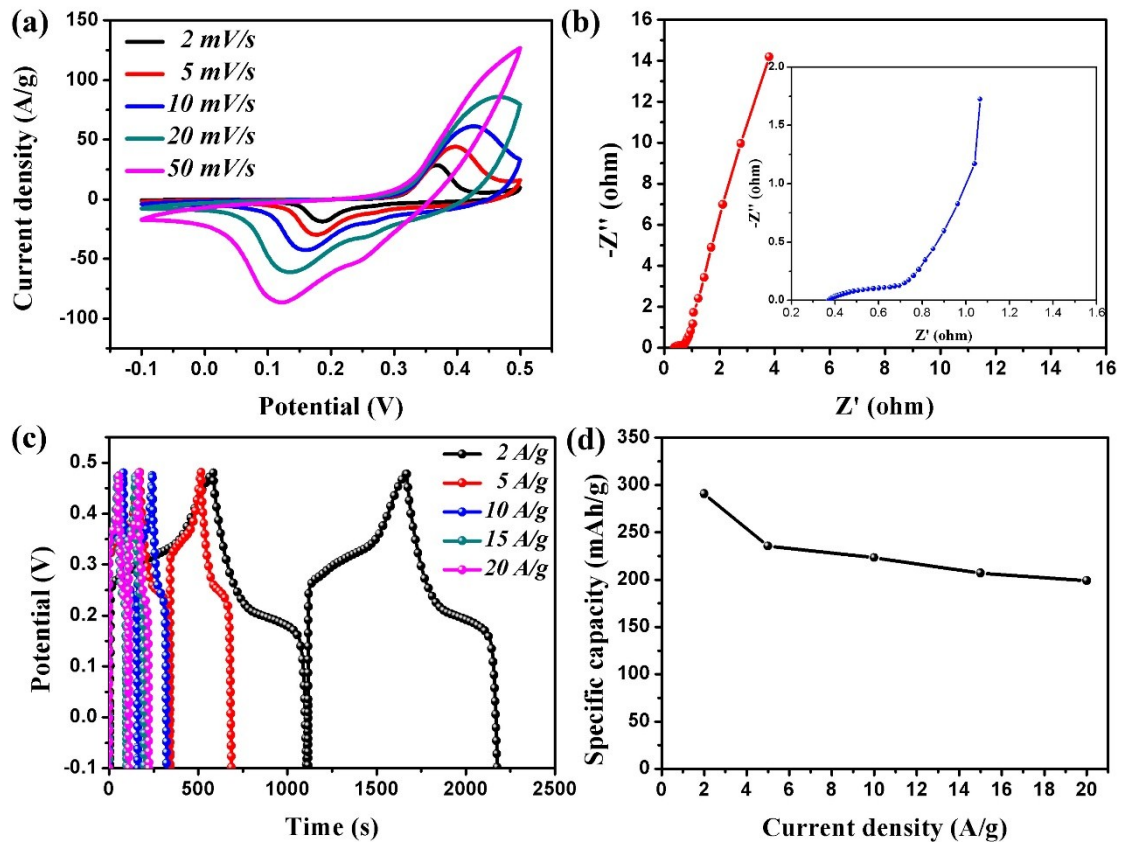 (a)
150
125
100
75
50
25
0
-50
-100
-0.1
0.0
0.1
0.2
0.3
0.4
0.5
Current density (A/g)
Potential (V)
2 mV/s
5 mV/s
10 mV/s
20 mV/s
50 mV/s
(b)
16
14
12
10
8
6
4
2
0
0 2 4 6 8 10 12 14 16
-Z'' (ohm)
Z' (ohm)
2.0
1.5
1.0
0.5
0.0
0.2 0.4 0.6 0.8 1.0 1.2 1.4 1.6
-Z'' (ohm)
Z' (ohm)
(c)
0.5
0.4
0.3
0.2
0.1
0.0
-0.1
0 500 1000 1500 2000 2500
Potential (V)
Time (s)
2 A/g
5 A/g
10 A/g
15 A/g
20 A/g
(d)
350
300
250
200
150
100
50
0
0 2 4 6 8 10 12 14 16 18 20
Specific capacity (mAh/g)
Current density (A/g)